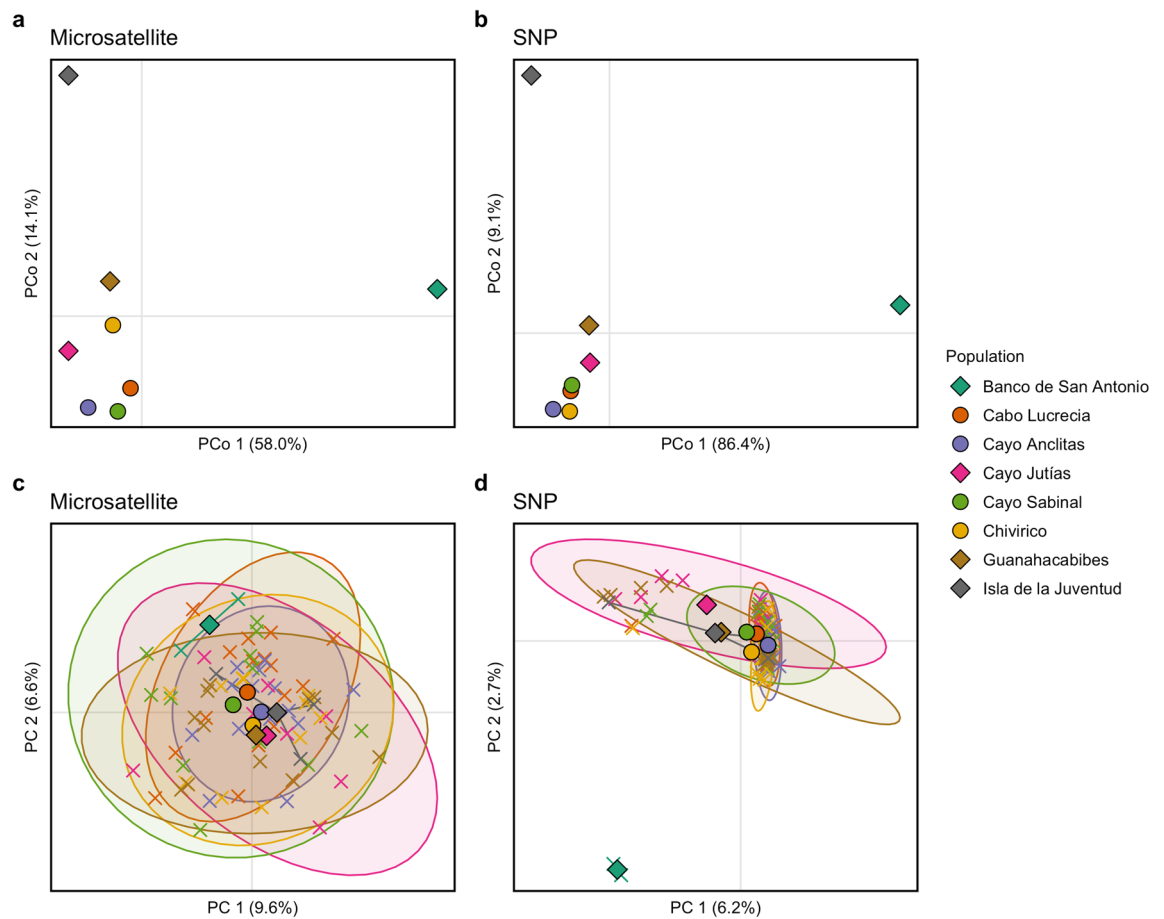 a
Microsatellite
PCo 2 (14.1%)
PCo 1 (58.0%)
b
SNP
PCo 2 (9.1%)
PCo 1 (86.4%)
c
Microsatellite
PC 2 (6.6%)
PC 1 (9.6%)
d
SNP
PC 2 (2.7%)
PC 1 (6.2%)
Population
Banco de San Antonio
Cabo Lucrecia
Cayo Anclitas
Cayo Jutías
Cayo Sabinal
Chivirico
Guanahacabibes
Isla de la Juventud